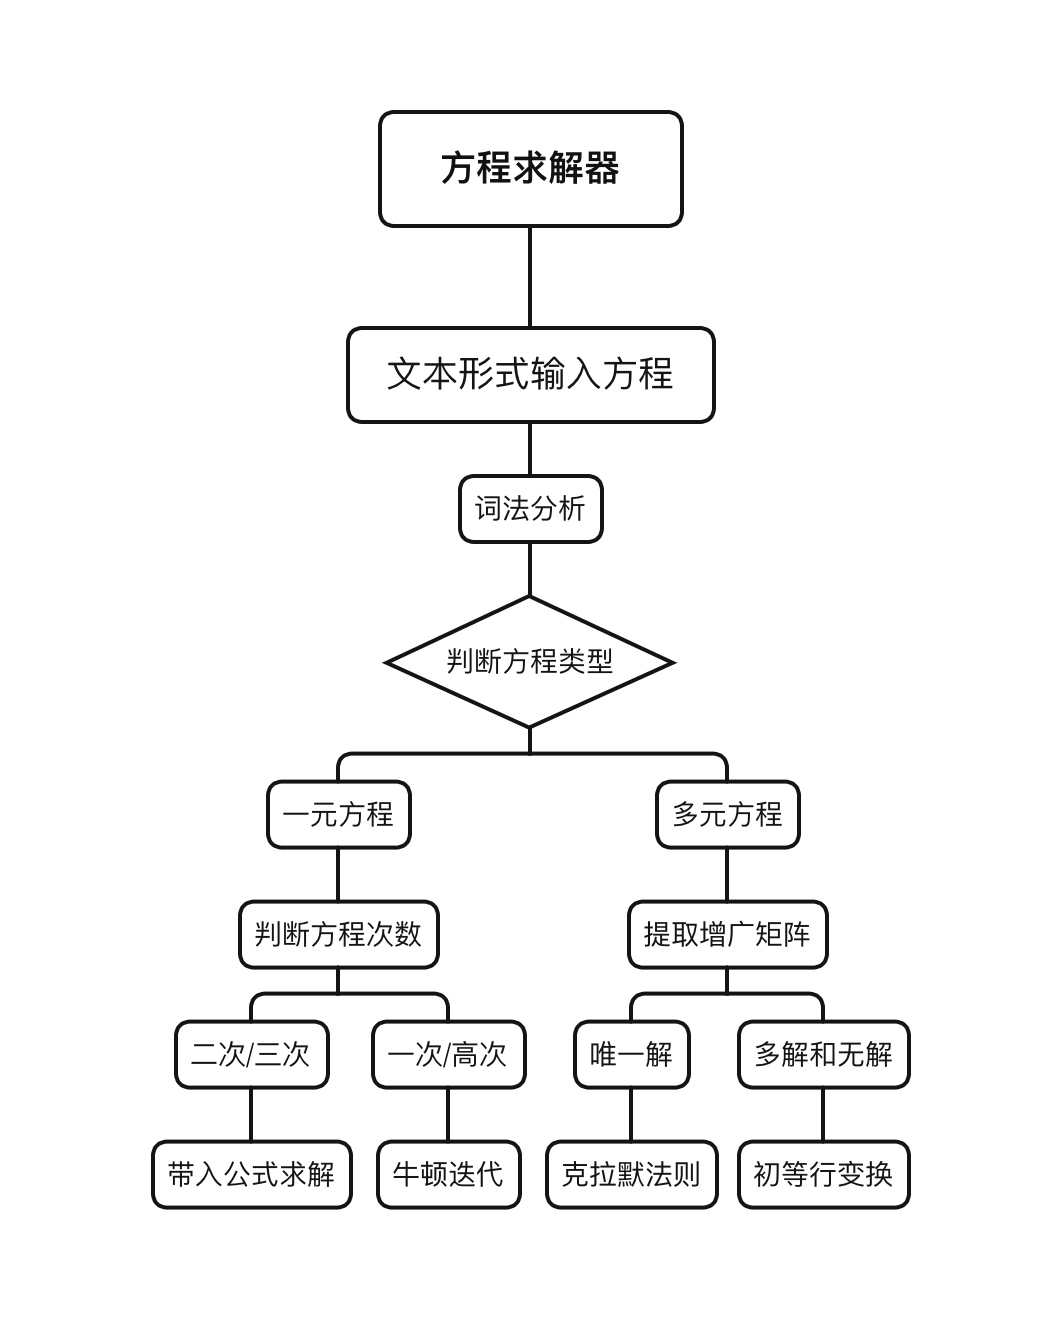 方程求解器
文本形式输入方程
词法分析
判断方程类型
一元方程
多元方程
判断方程次数
提取增广矩阵
二次/三次
一次/高次
唯一解
多解和无解
带入公式求解
牛顿迭代
克拉默法则
初等行变换